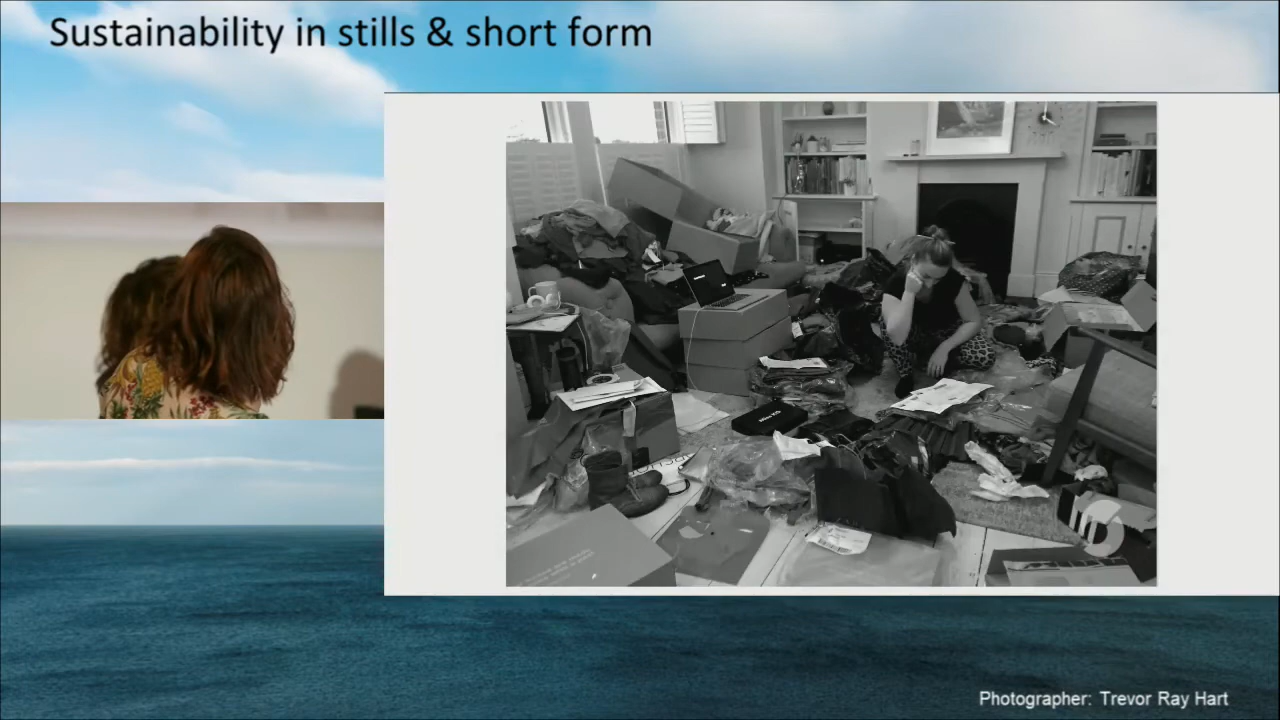 Sustainability in stills & short form
Photographer: Trevor Ray Hart